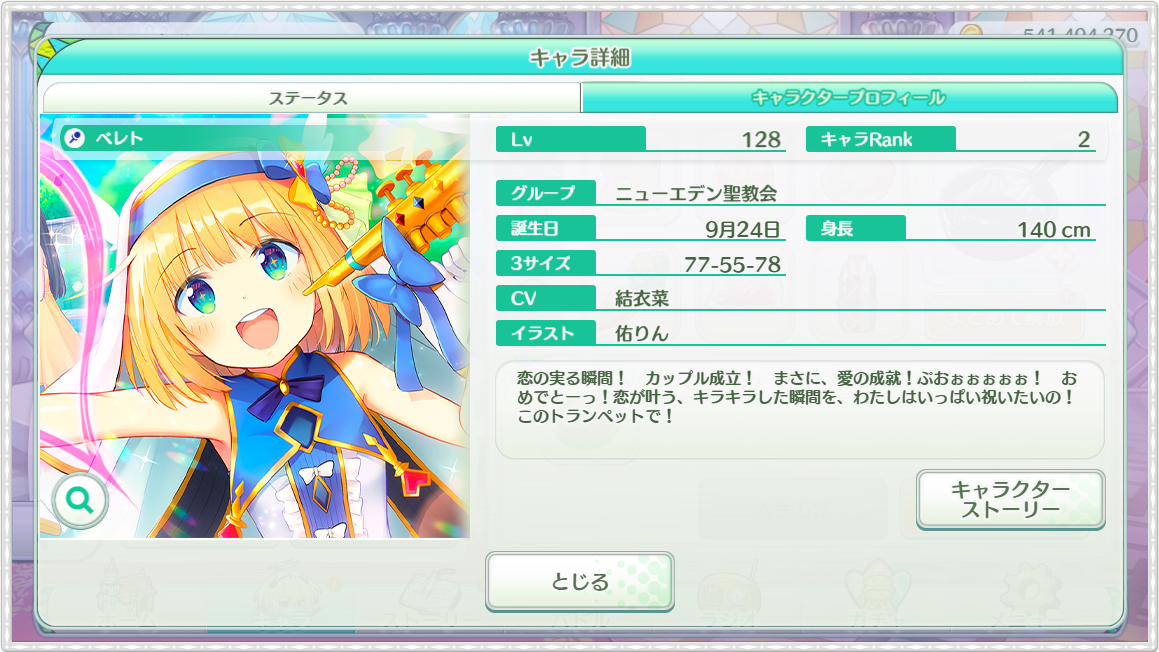 541,494,270
キャラ詳細
ステータス
キャラクタープロフィール
ベレト
Lv 128 キャラRank 2
グループ ニューエデン聖教会
誕生日 9月24日 身長 140 cm
3サイズ 77-55-78
CV 結衣菜
イラスト 佑りん
恋の実る瞬間! カップル成立! まさに、愛の成就!ぷおぉぉぉぉぉ! お
めでとーっ!恋が叶う、キラキラした瞬間を、わたしはいっぱい祝いたいの!
このトランペットで!
キャラクター
ストーリー
とじる